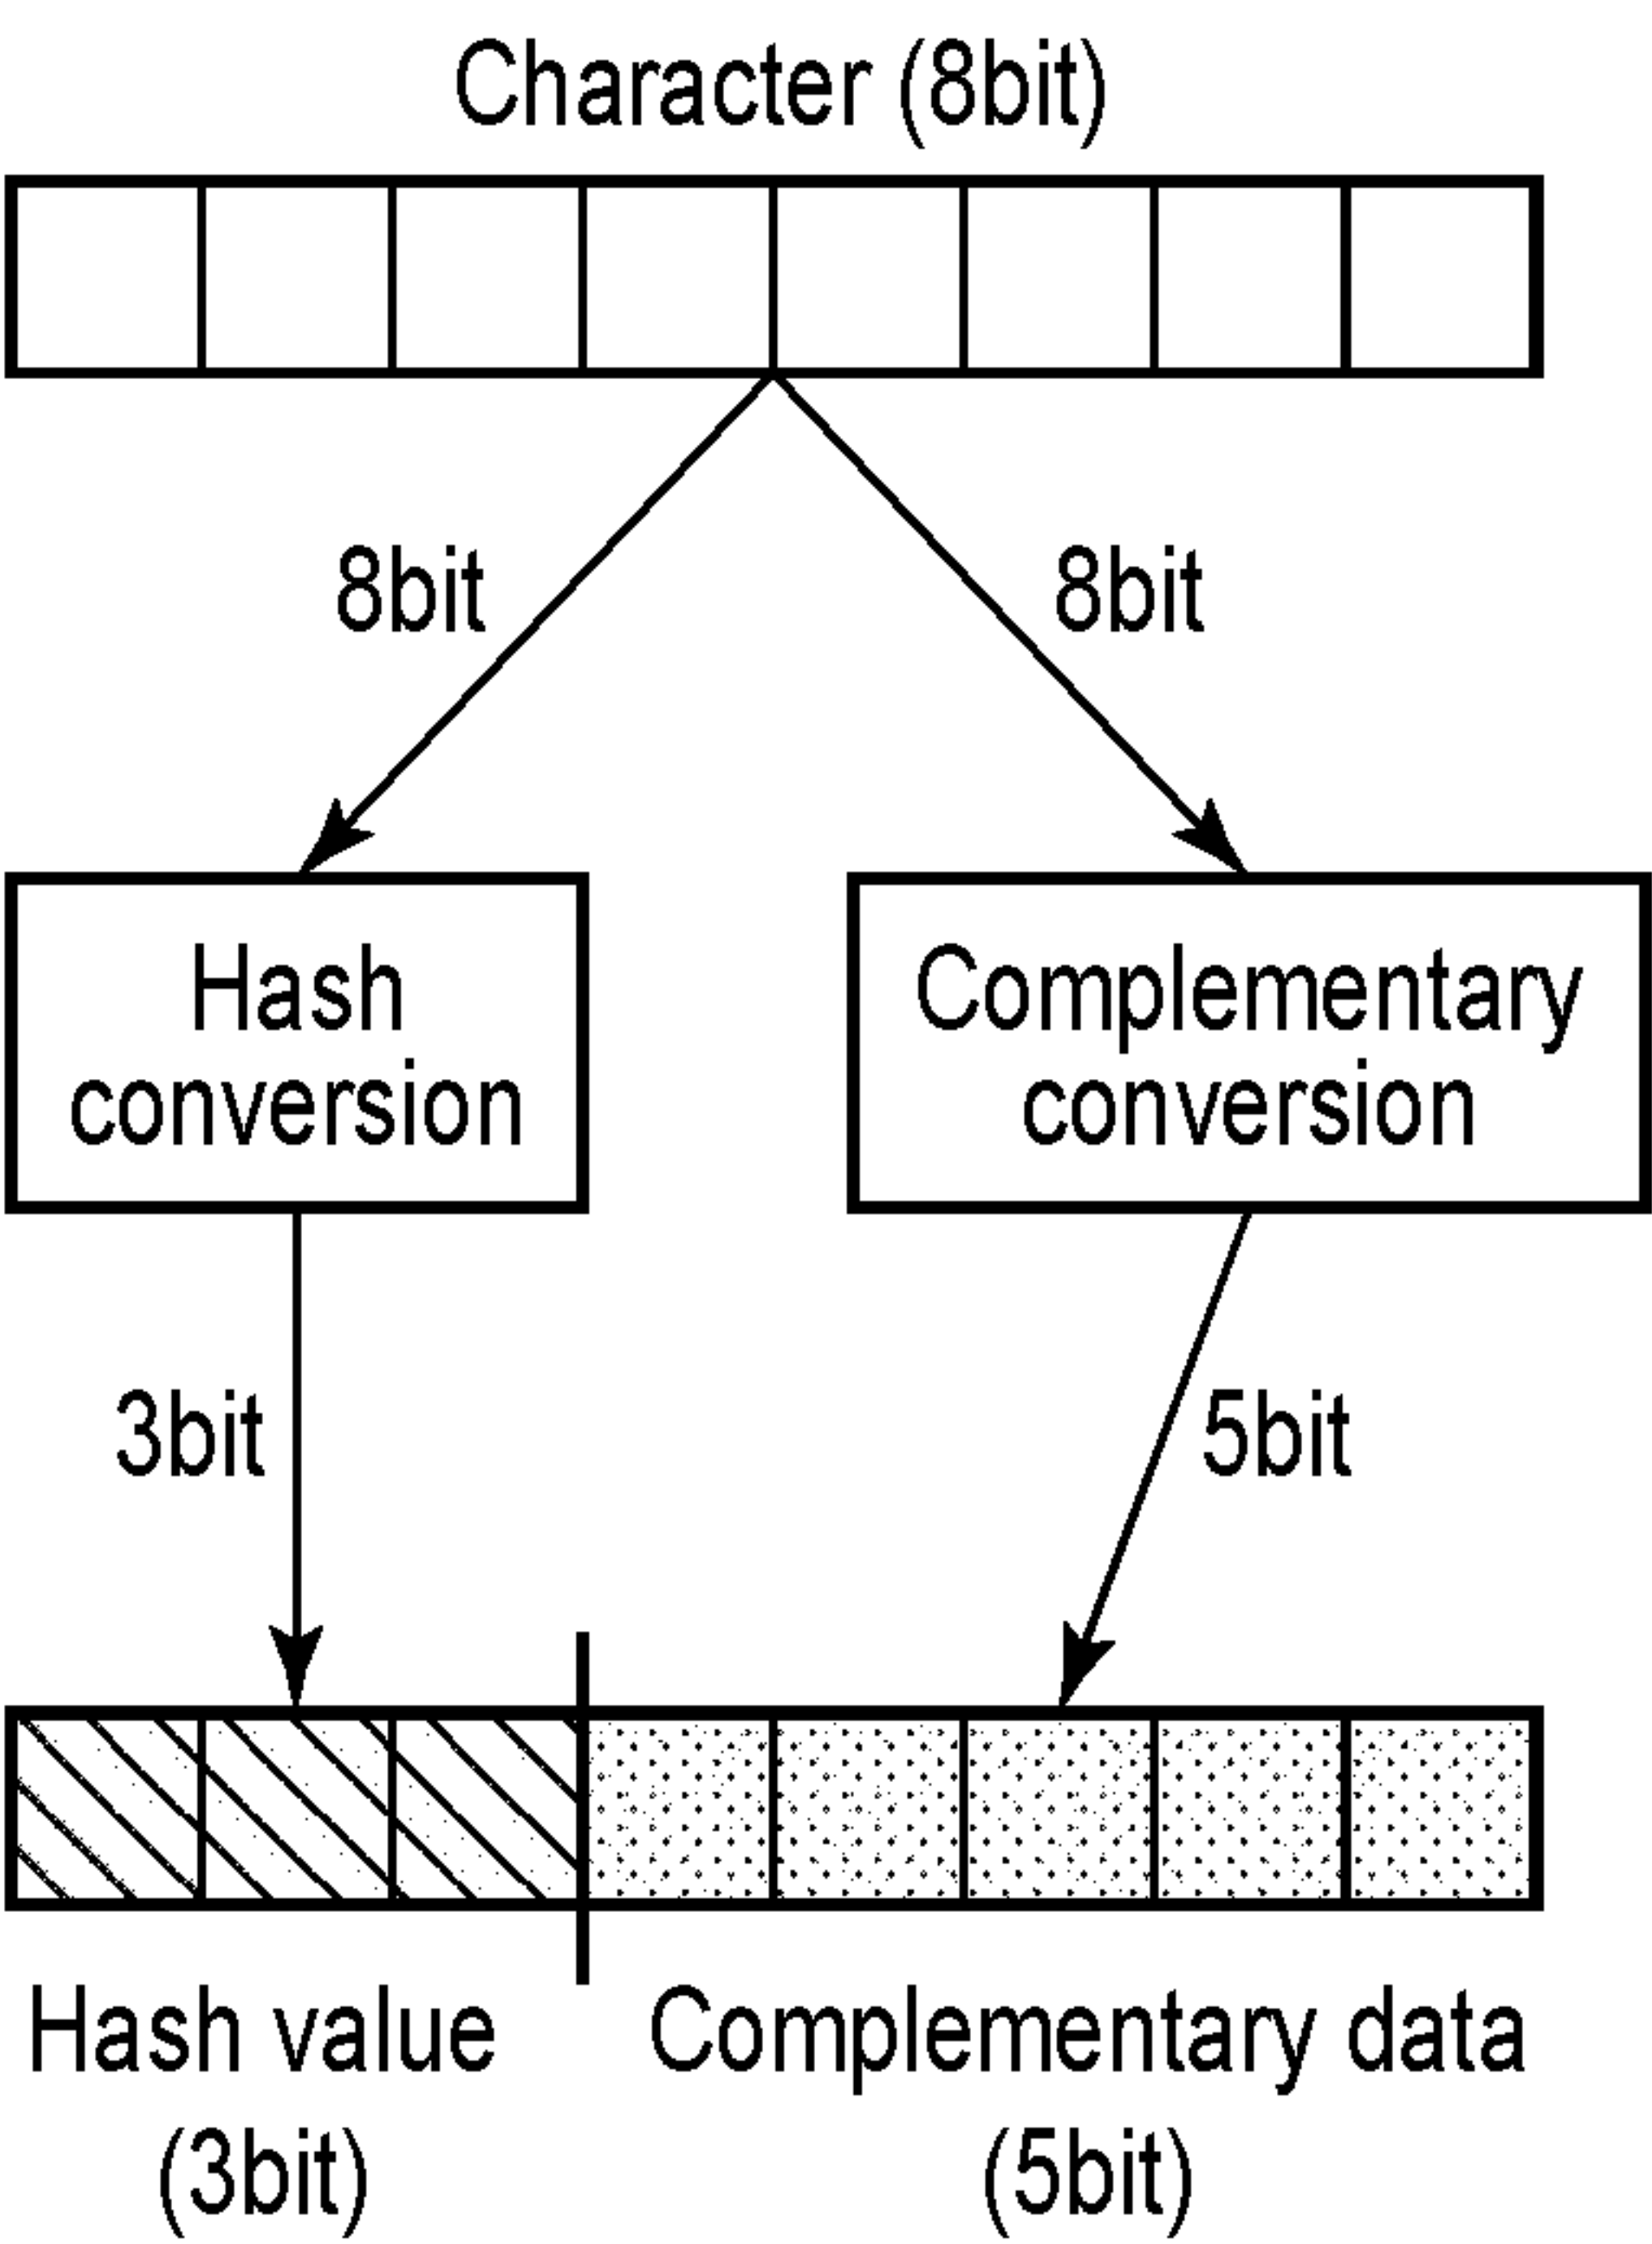 Character (8bit)
8bit
8bit
Hash
conversion
Complementary
conversion
3bit
5bit
Hash value
(3bit)
Complementary data
(5bit)